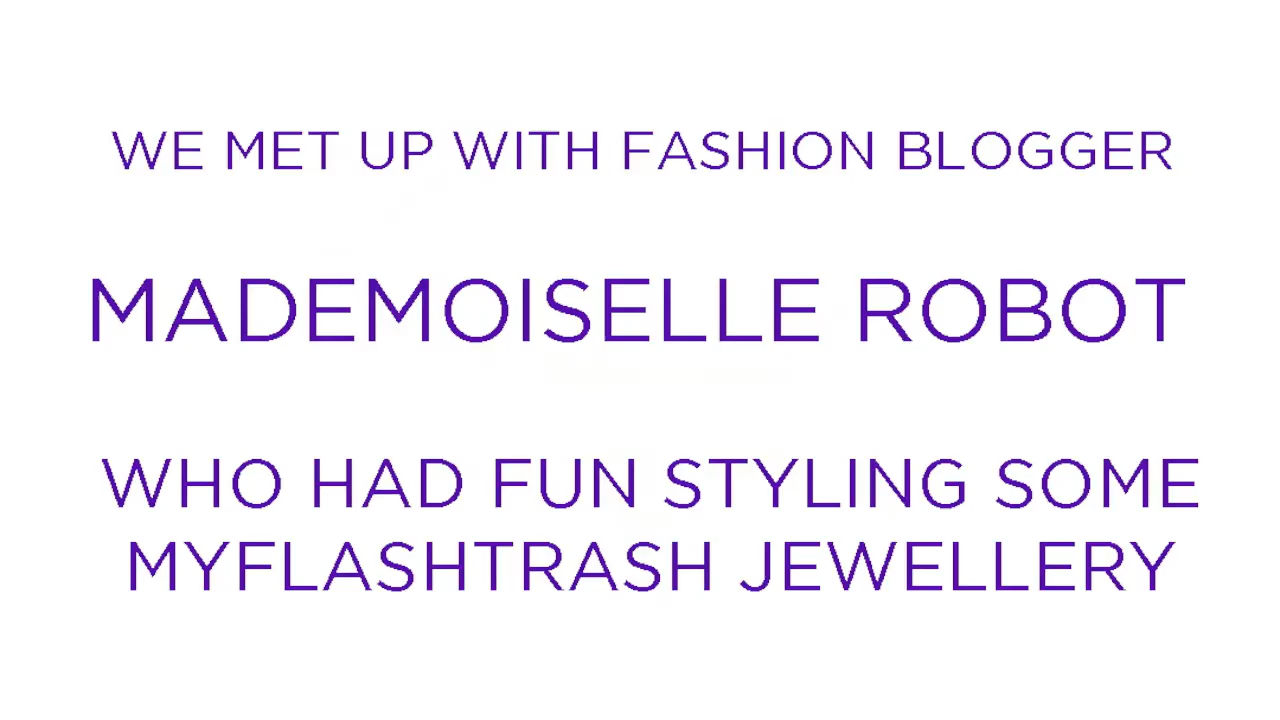 WE MET UP WITH FASHION BLOGGER
MADEMOISELLE ROBOT
WHO HAD FUN STYLING SOME
MYFLASHTRASH JEWELLERY